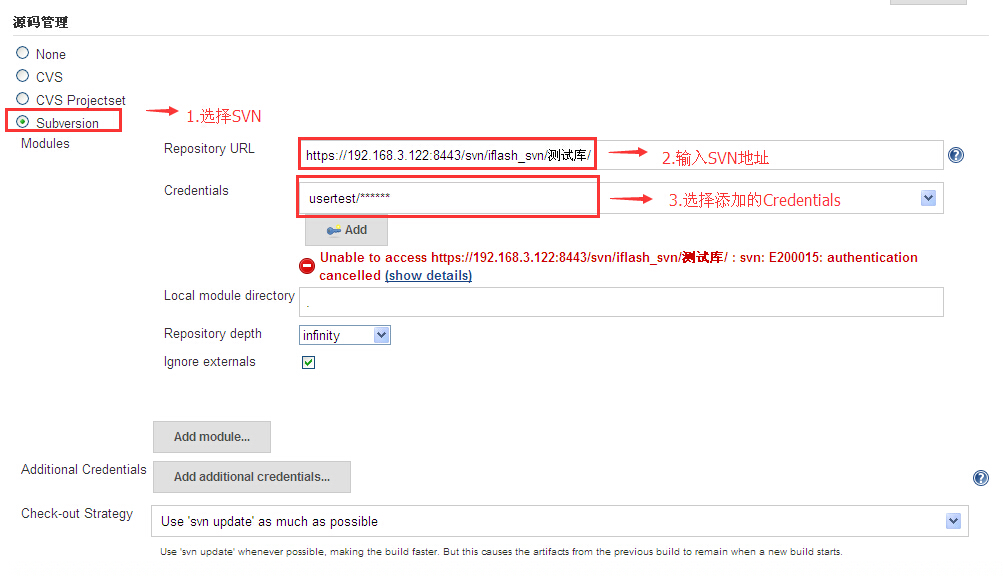 源码管理
None
CVS
CVS Projectset
Subversion
1.选择SVN
Modules
Repository URL
https://192.168.3.122:8443/svn/iflash_svn/测试库/
2.输入SVN地址
Credentials
usertest/******
3.选择添加的Credentials
Add
Unable to access https://192.168.3.122:8443/svn/iflash_svn/测试库/ : svn: E200015: authentication
cancelled (show details)
Local module directory
.
Repository depth
infinity
Ignore externals
Add module...
Additional Credentials
Add additional credentials...
Check-out Strategy
Use 'svn update' as much as possible
Use 'svn update' whenever possible, making the build faster. But this causes the artifacts from the previous build to remain when a new build starts.